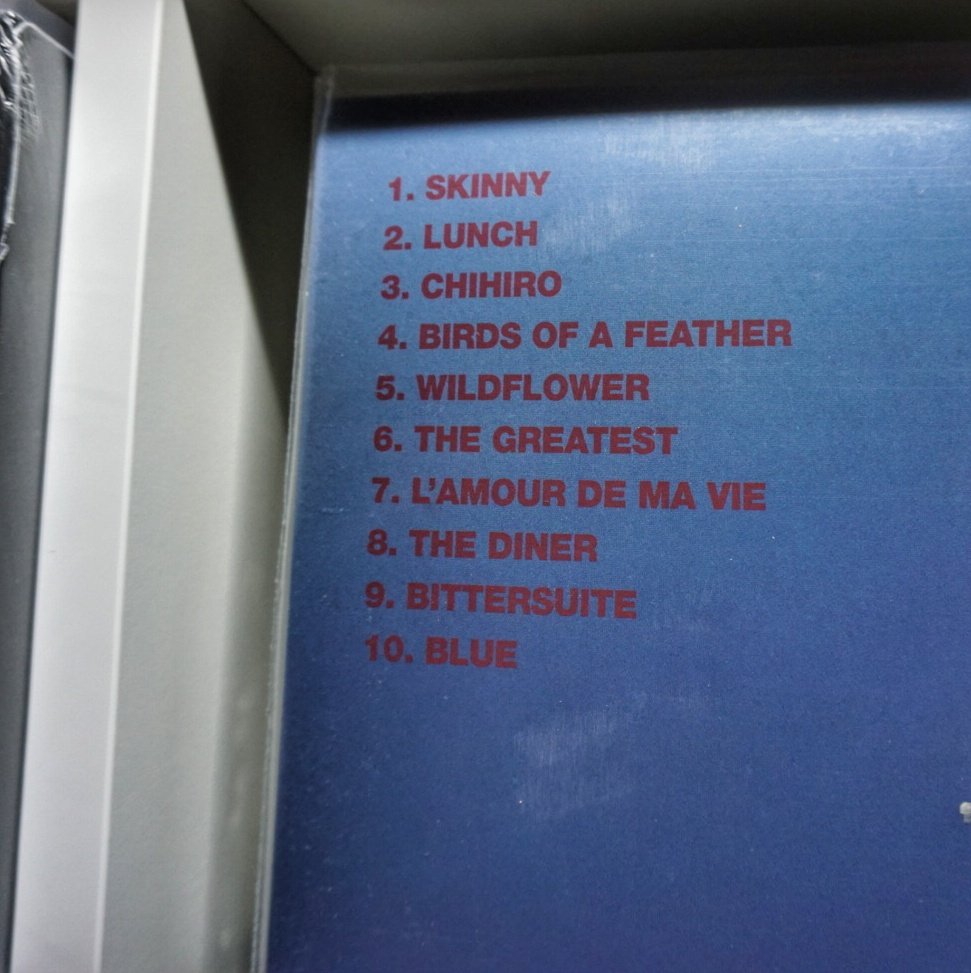 1. SKINNY
2. LUNCH
3. CHIHIRO
4. BIRDS OF A FEATHER
5. WILDFLOWER
6. THE GREATEST
7. L'AMOUR DE MA VIE
8. THE DINER
9. BITTERSUITE
10. BLUE